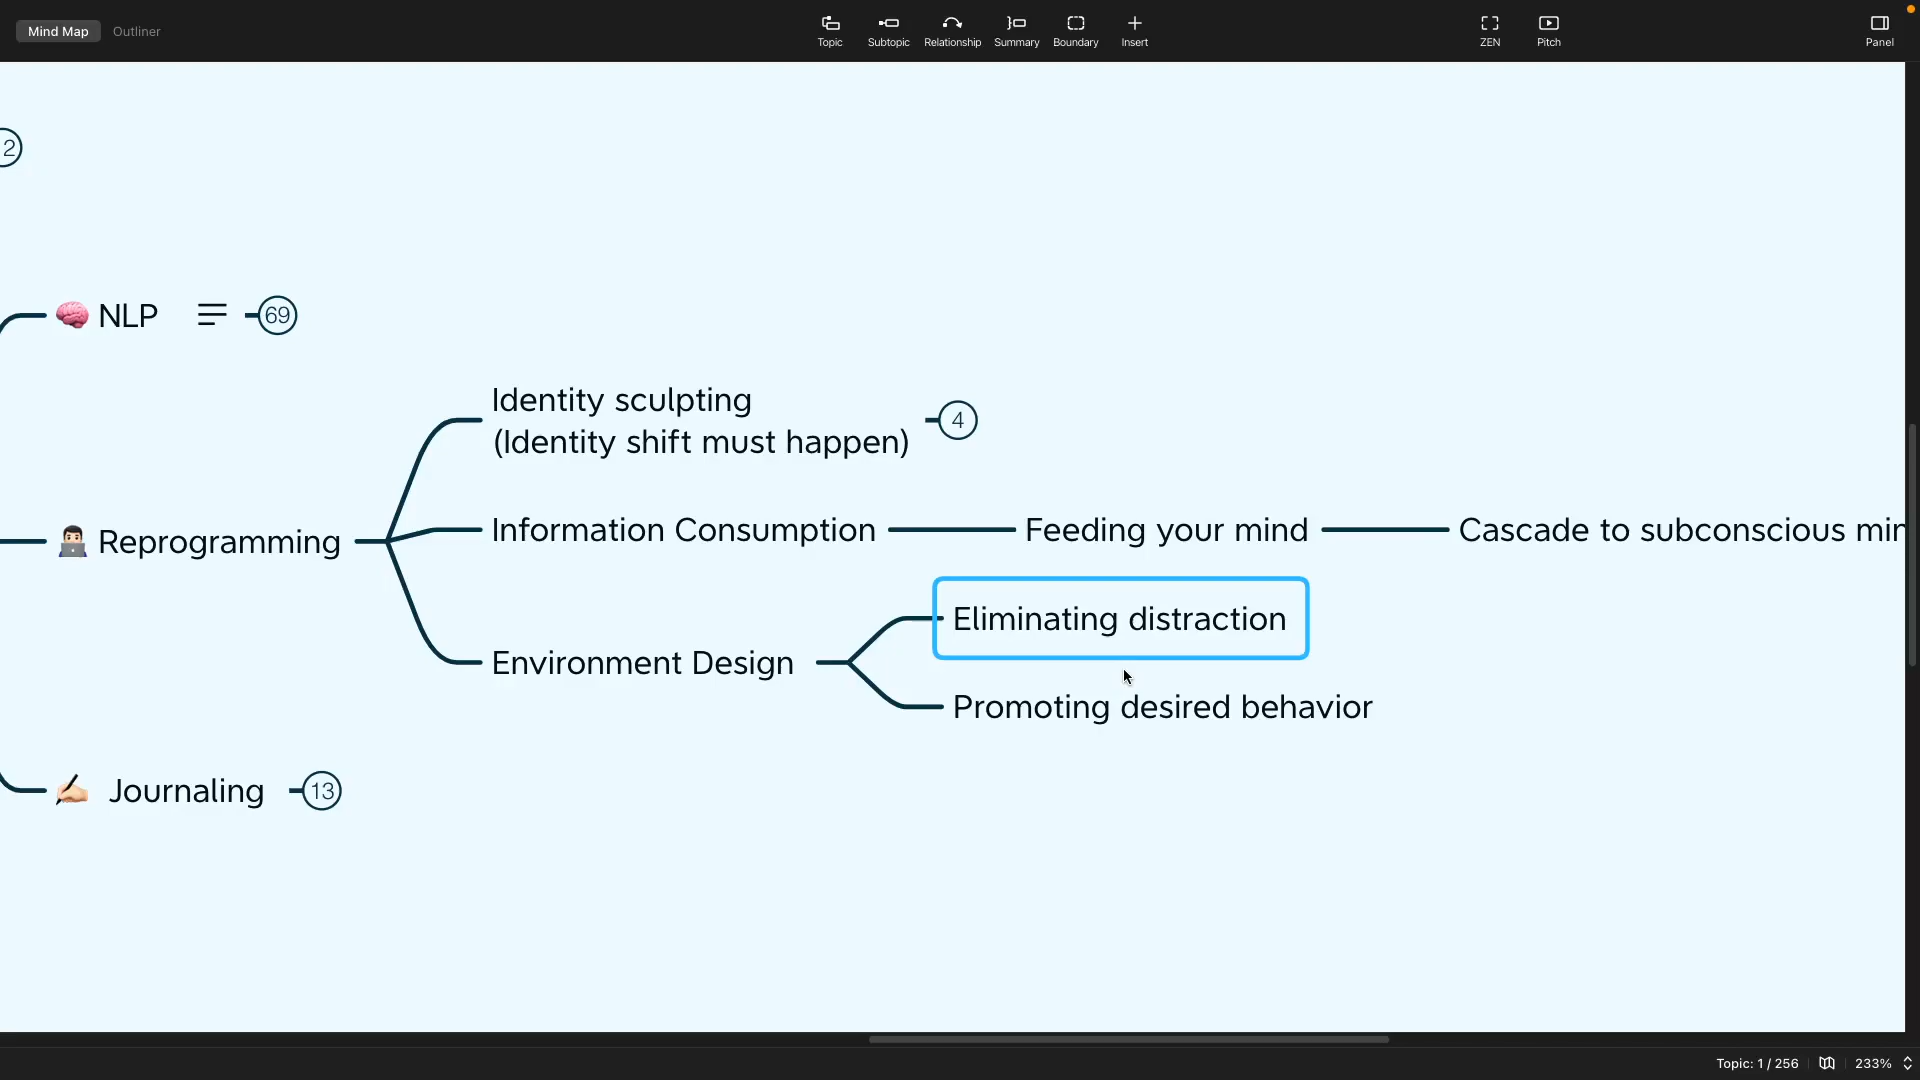 Mind Map
Outliner
Topic
Subtopic
Relationship
Summary
Boundary
Insert
ZEN
Pitch
Panel
2
NLP
69
Identity sculpting
(Identity shift must happen)
4
Reprogramming
Information Consumption
Feeding your mind
Cascade to subconscious
Eliminating distraction
Environment Design
Promoting desired behavior
Journaling
13
Topic: 1 / 256
233%